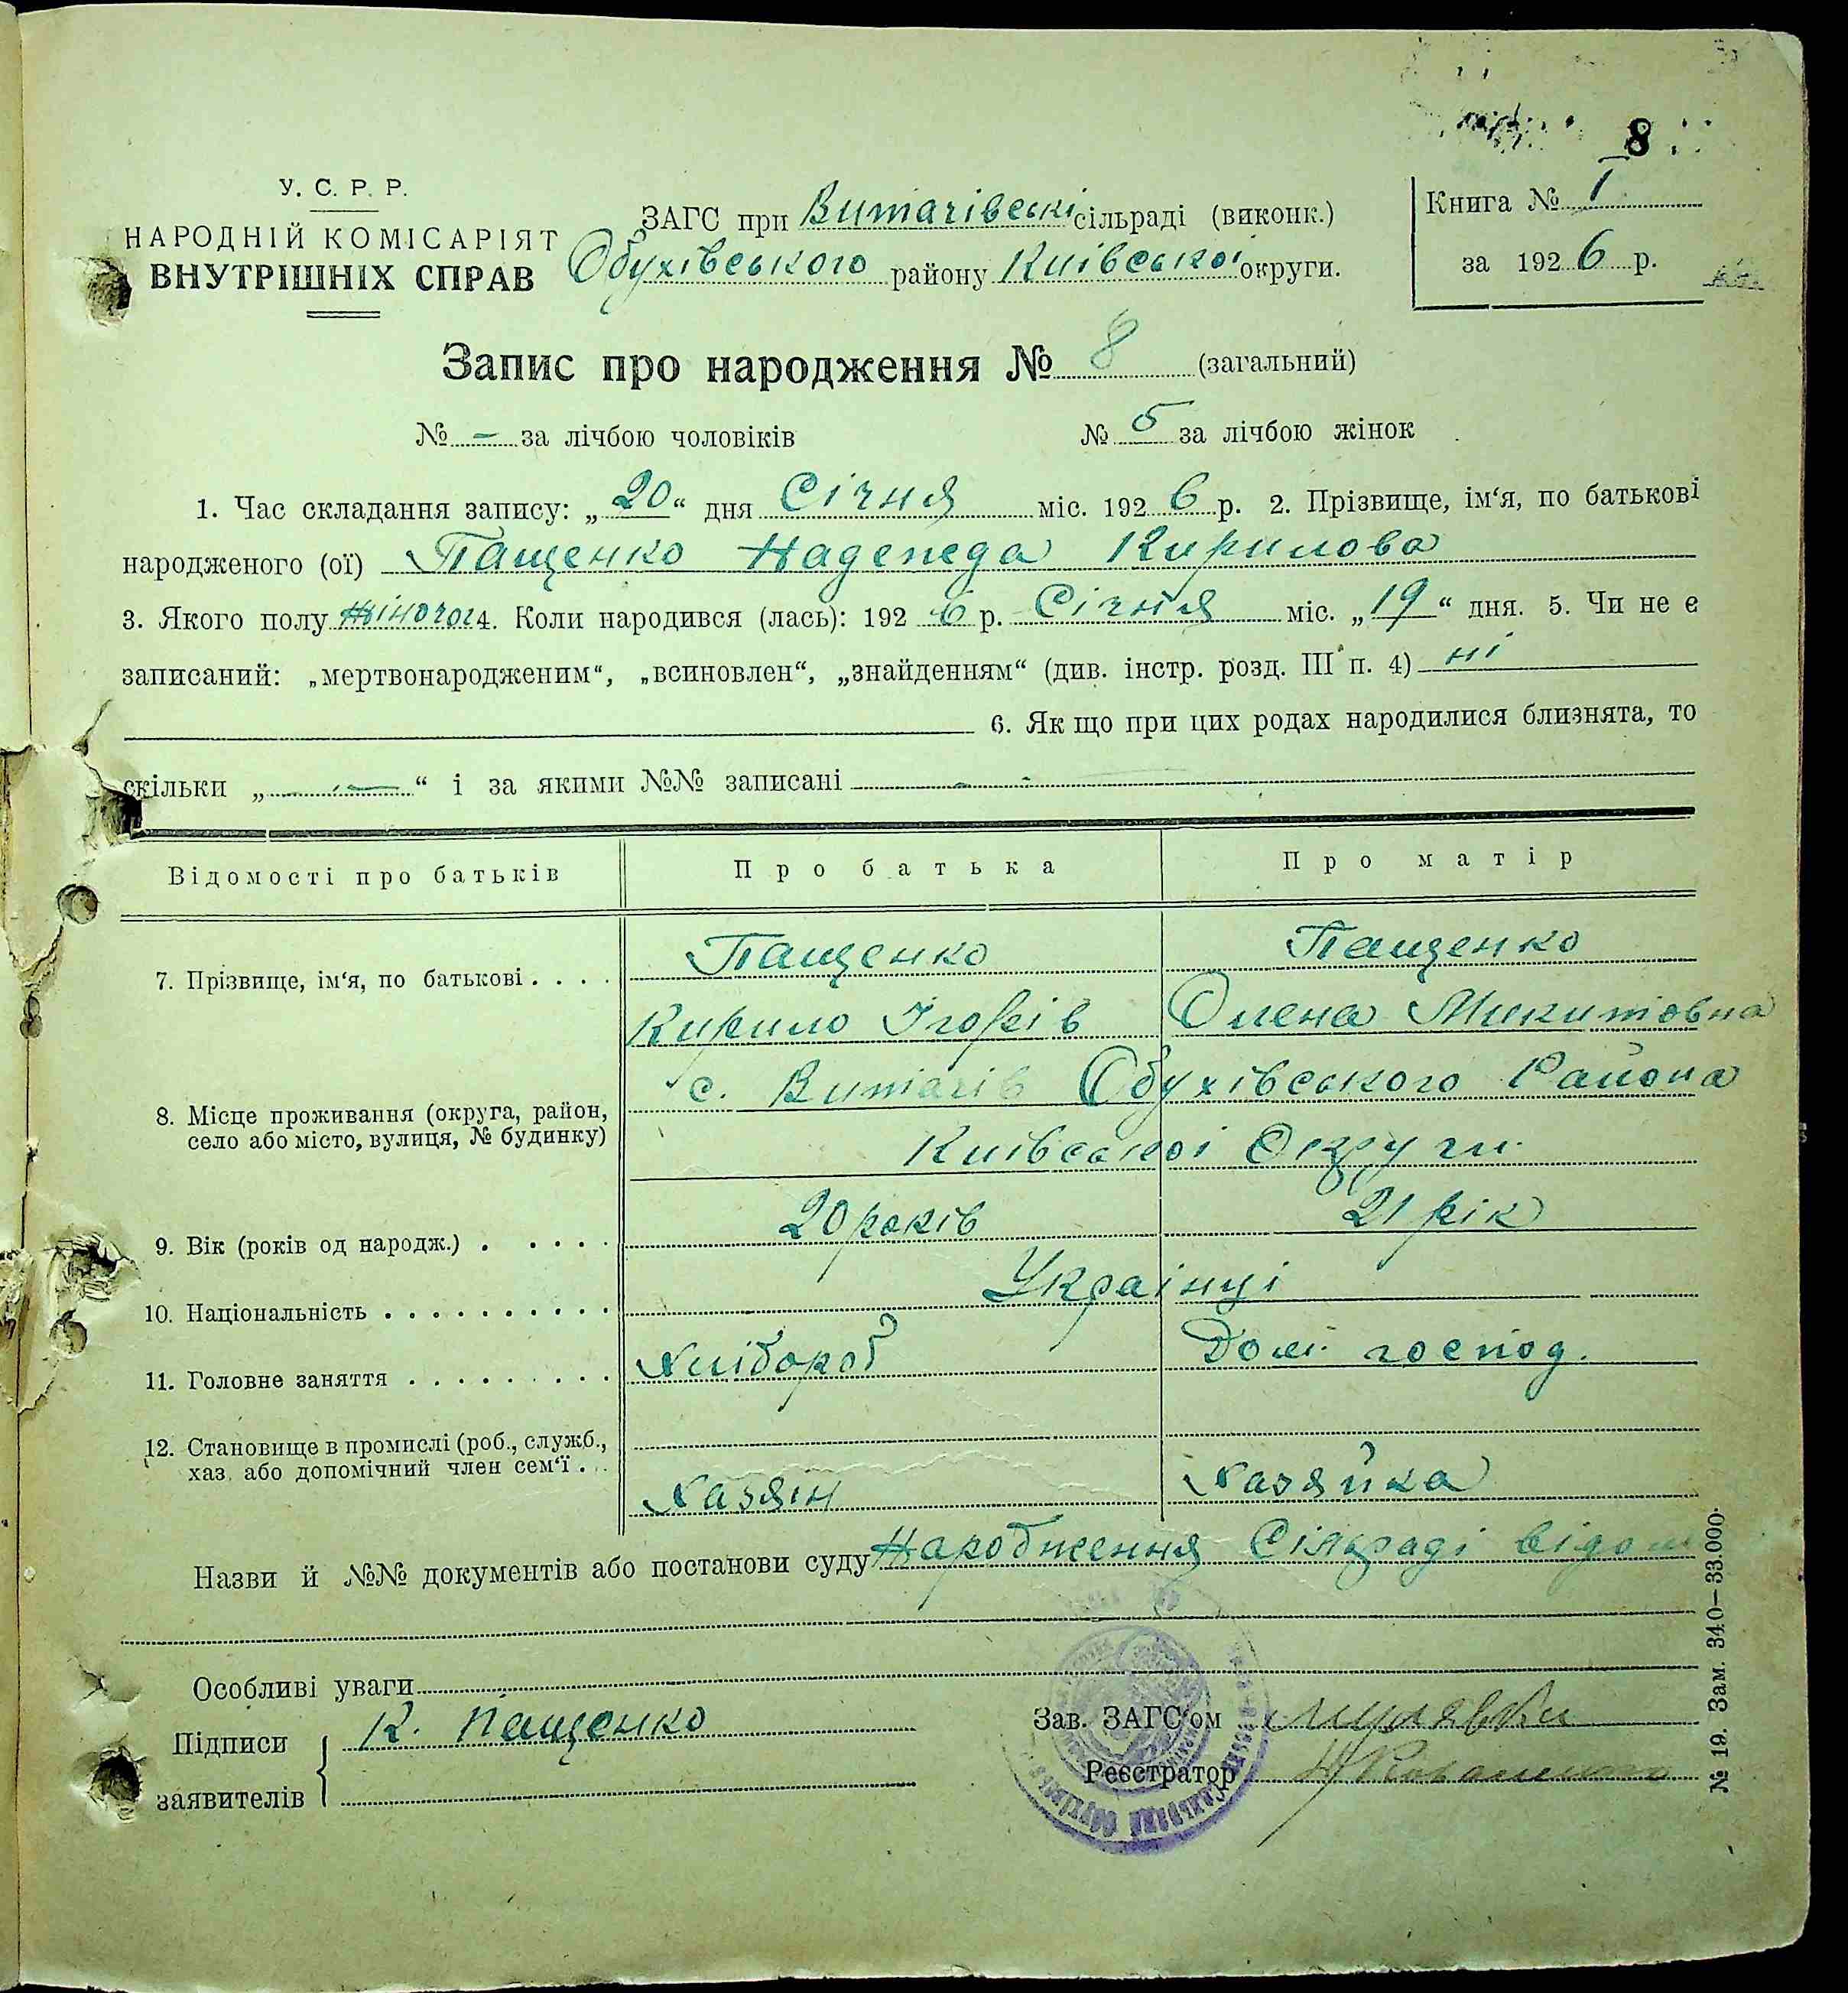 8
У. С. Р. Р.
НАРОДНІЙ КОМІСАРІЯТ
ВНУТРІШНІХ СПРАВ
ЗАГС при Витачівські сільраді (виконк.)
Обухівського району Київської округи.
Книга № I
за 1926 р.
Запис про народження № 8 (загальний)
№ - за лічбою чоловіків № 5 за лічбою жінок
1. Час складання запису: „20“ дня Січня міс. 1926 р. 2. Прізвище, ім‘я, по батькові
народженого (ої) Пащенко Надежда Кирилова
3. Якого полу жіночог 4. Коли народився (лась): 1926 р. Січня міс. „19“ дня. 5. Чи не є
записаний: „мертвонародженим“, „всиновлен“, „знайденням“ (див. інстр. розд. III п. 4) ні
6. Як що при цих родах народилися близнята, то
скільки „ — “ і за якими №№ записані - -
Відомості про батьків Про батька Про матір
7. Прізвище, ім‘я, по батькові . . . . Пащенко Пащенко
Кирило Ігорів Олена Микитовна
8. Місце проживання (округа, район, село або місто, вулиця, № будинку) с. Витачів Обухівського Района
Київської Округи.
9. Вік (років од народж.) . . . . . 20 років 21 рік
10. Національність . . . . . . . . . . Українці
11. Головне заняття . . . . . . . . . Хлібороб Дом. господ.
12. Становище в промислі (роб., служб.,
хаз. або допомічний член сем‘ї . . . Хазяін Хазяйка
Назви й №№ документів або постанови суду Народження Сільраді відом
Особливі уваги
Підписи
заявителів К. Пащенко
Зав. ЗАГС‘ом
Реєстратор
№ 19. Зам. 340—33.000.